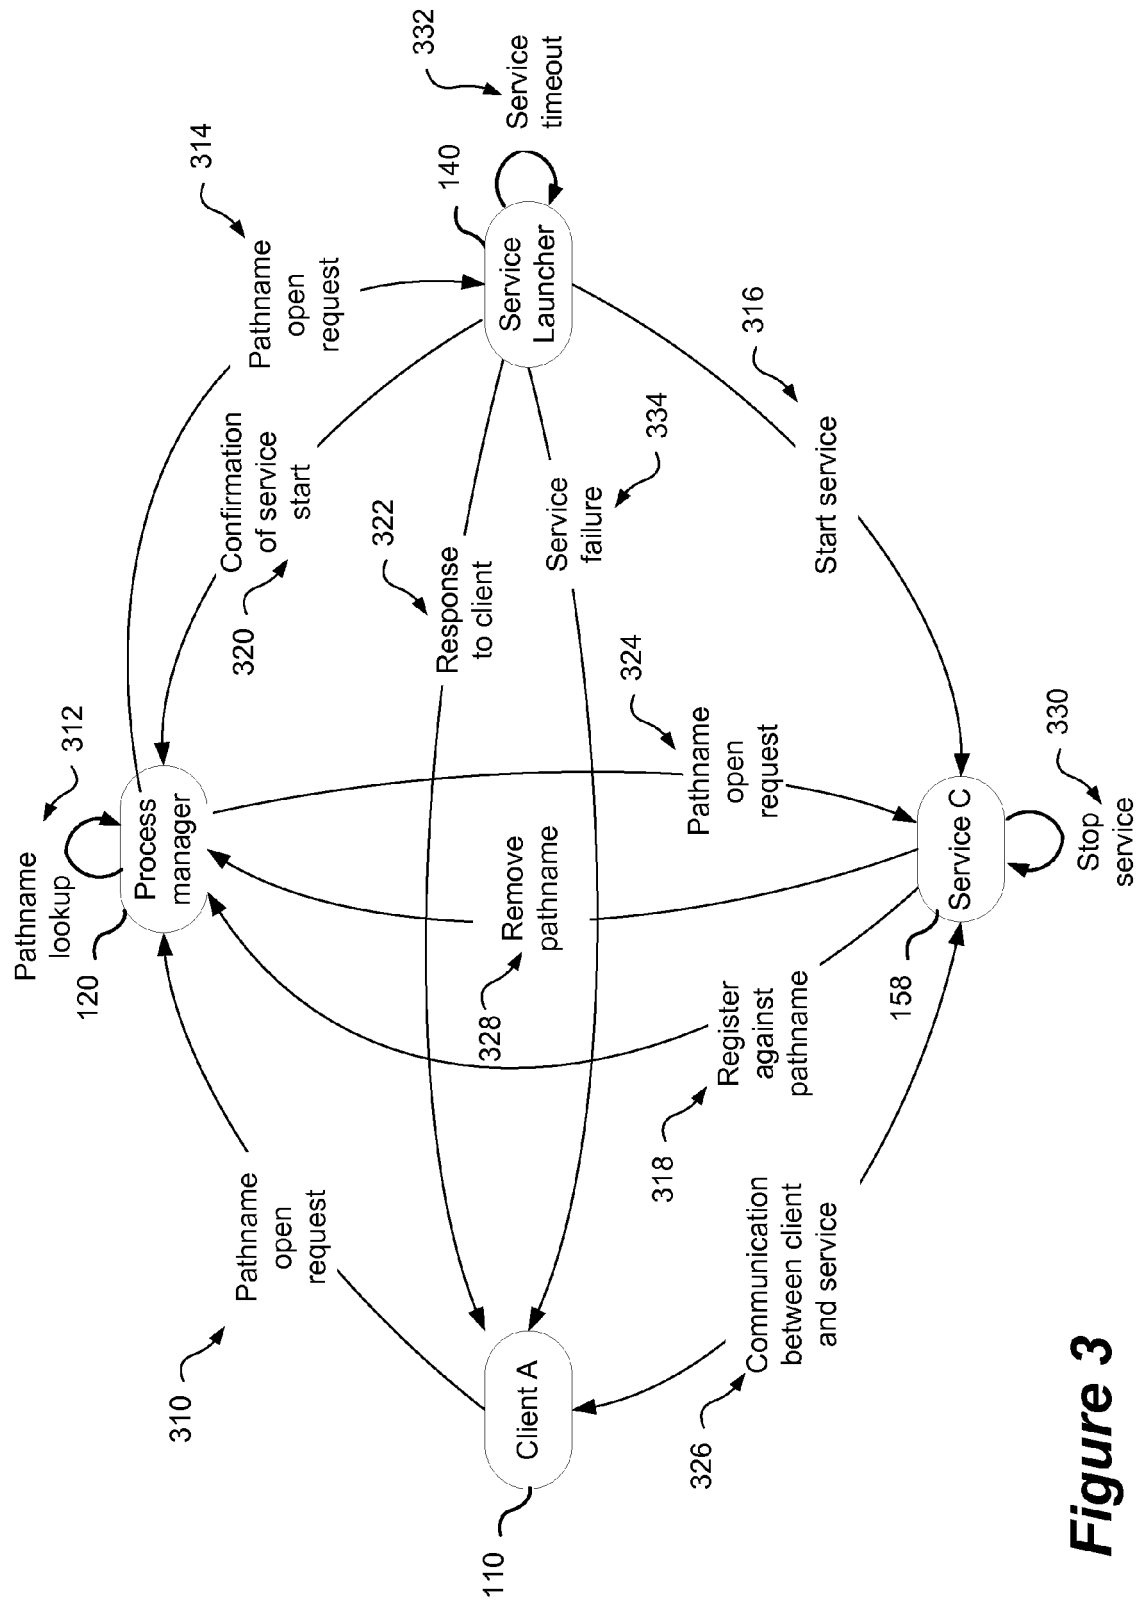 Pathname
lookup
312
120
Process
manager
310
Pathname
open
request
314
Pathname
open
request
320
Confirmation
of service
start
322
Response
to client
332
Service
timeout
140
Service
Launcher
110
Client A
328
Remove
pathname
Service
failure
334
324
Pathname
open
request
318
Register
against
pathname
316
Start service
326
Communication
between client
and service
158
Service C
330
Stop
service
Figure 3